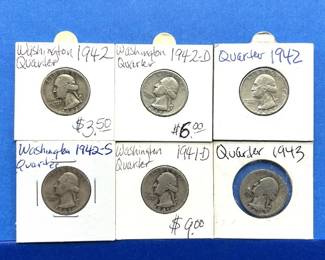 Washington 1942
Quarter
$3.50
Washington 1942-D
Quarter
$6.00
Quarter 1942
Washington 1942-S
Quarter
Washington 1941-D
Quarter
$9.00
Quarter 1943